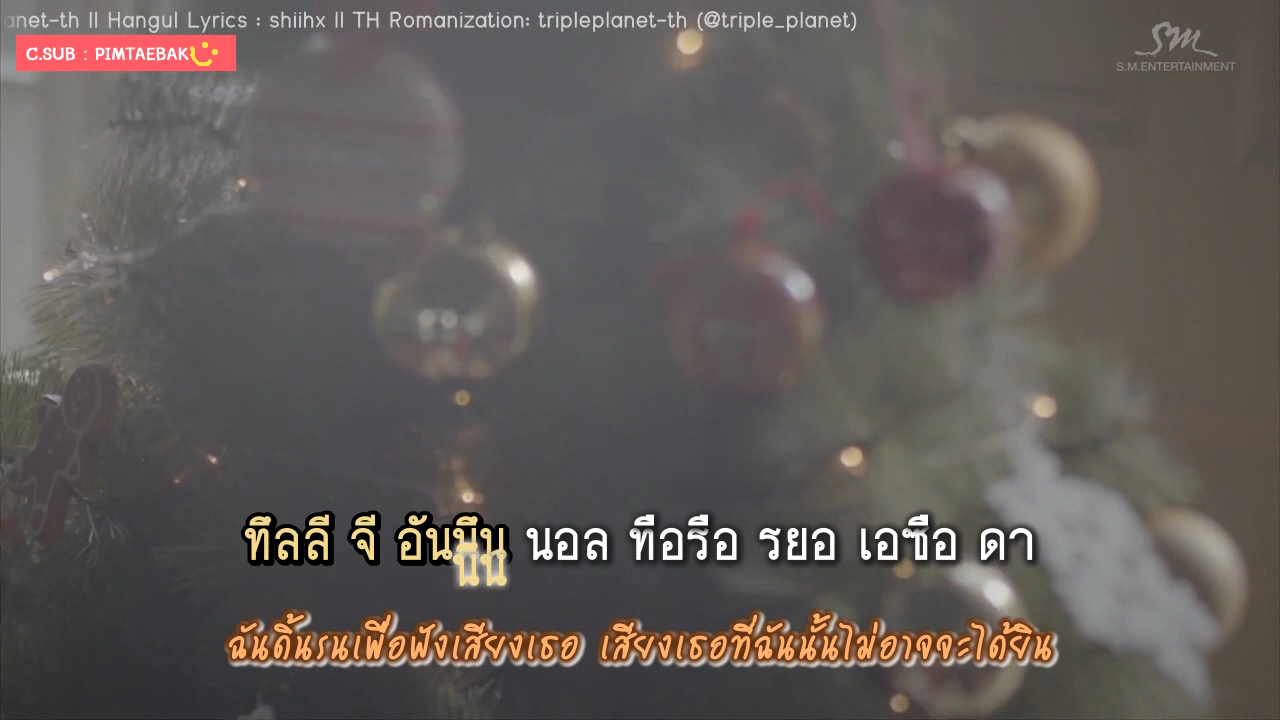 anet-th ll Hangul Lyrics : shiihx ll TH Romanization: tripleplanet-th (@triple_planet)
C.SUB : PIMTAEBAK
SM
S.M.ENTERTAINMENT
ทึลลี จี อันนึน นอล ทือรือ รยอ เอซือ ดา
ฉันดิ้นรนเพื่อฟังเสียงเธอ เสียงเธอที่ฉันนั้นไม่อาจจะได้ยิน